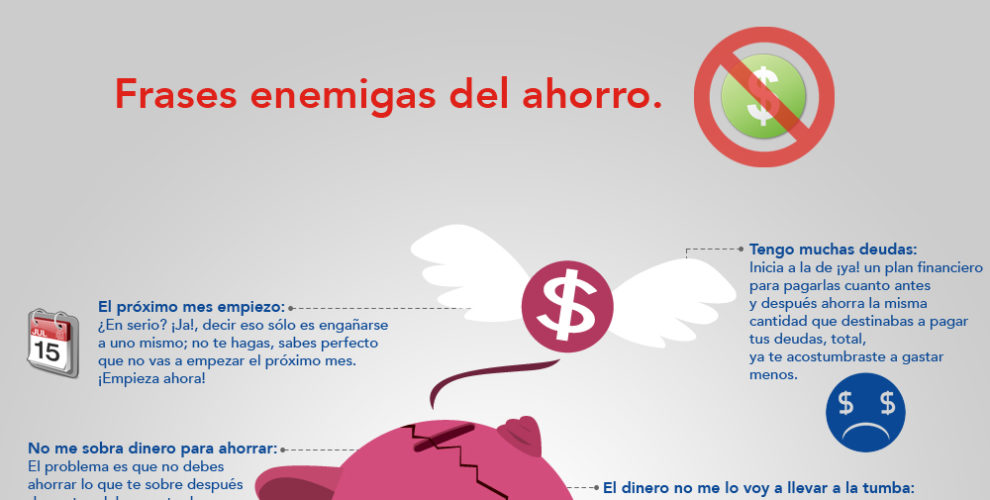 Frases enemigas del ahorro.
$
$
Tengo muchas deudas:
Inicia a la de ¡ya! un plan financiero
para pagarlas cuanto antes
y después ahorra la misma
cantidad que destinabas a pagar
tus deudas, total,
ya te acostumbraste a gastar
menos.
$ $
El próximo mes empiezo:
¿En serio? ¡Ja!, decir eso sólo es engañarse
a uno mismo; no te hagas, sabes perfecto
que no vas a empezar el próximo mes.
¡Empieza ahora!
JUL
15
No me sobra dinero para ahorrar:
El problema es que no debes
ahorrar lo que te sobre después
El dinero no me lo voy a llevar a la tumba: